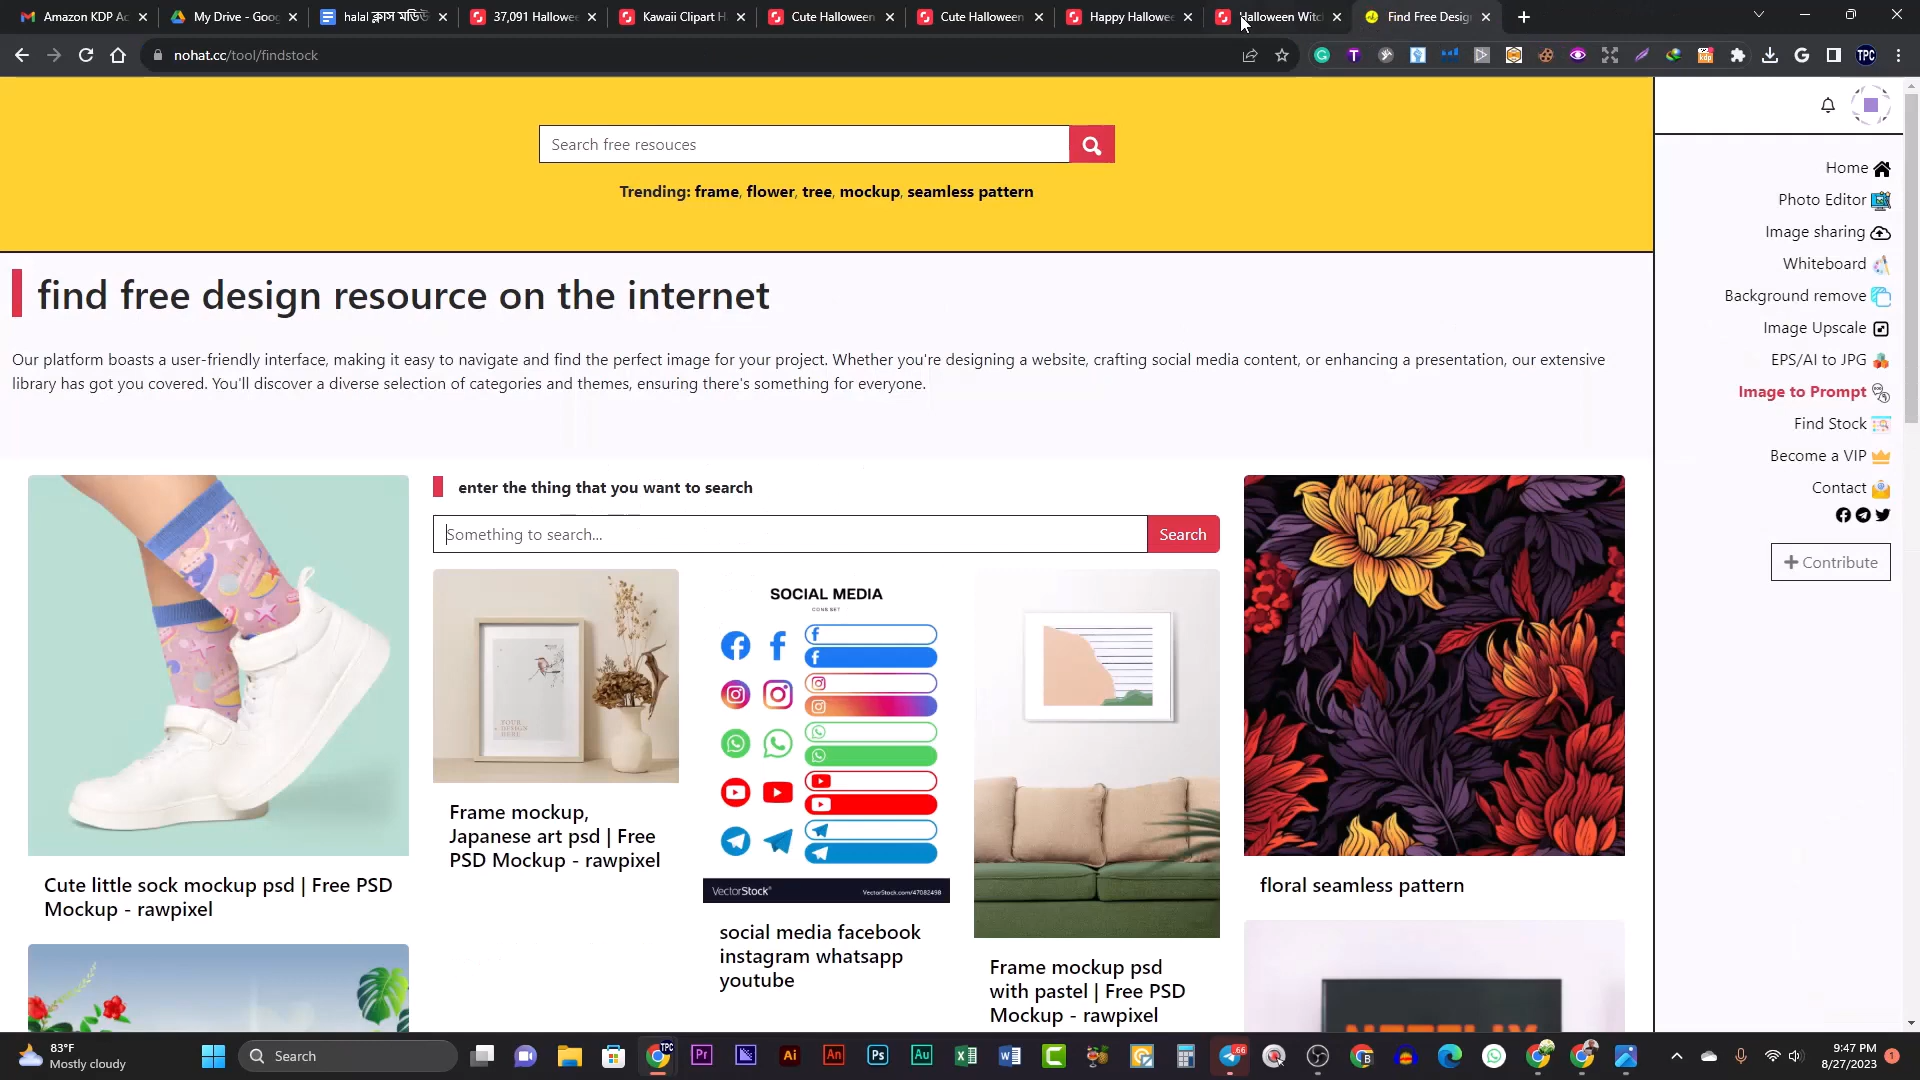 Amazon KDP Ac
My Drive - Goog
halal ক্লাস মডিউ
37,091 Hallowee
Kawaii Clipart H
Cute Halloween
Cute Halloween
Happy Hallowee
Halloween Witc
Find Free Desig
nohat.cc/tool/findstock
Search free resouces
Trending: frame, flower, tree, mockup, seamless pattern
find free design resource on the internet
Our platform boasts a user-friendly interface, making it easy to navigate and find the perfect image for your project. Whether you're designing a website, crafting social media content, or enhancing a presentation, our extensive
library has got you covered. You'll discover a diverse selection of categories and themes, ensuring there's something for everyone.
Home
Photo Editor
Image sharing
Whiteboard
Background remove
Image Upscale
EPS/AI to JPG
Image to Prompt
Find Stock
Become a VIP
Contact
Contribute
enter the thing that you want to search
Something to search...
Search
Cute little sock mockup psd | Free PSD
Mockup - rawpixel
YOUR
DESIGN
HERE
Frame mockup,
Japanese art psd | Free
PSD Mockup - rawpixel
SOCIAL MEDIA
VectorStock
VectorStock.com/47082498
social media facebook
instagram whatsapp
youtube
Frame mockup psd
with pastel | Free PSD
Mockup - rawpixel
floral seamless pattern
83°F
Mostly cloudy
Search
9:47 PM
8/27/2023